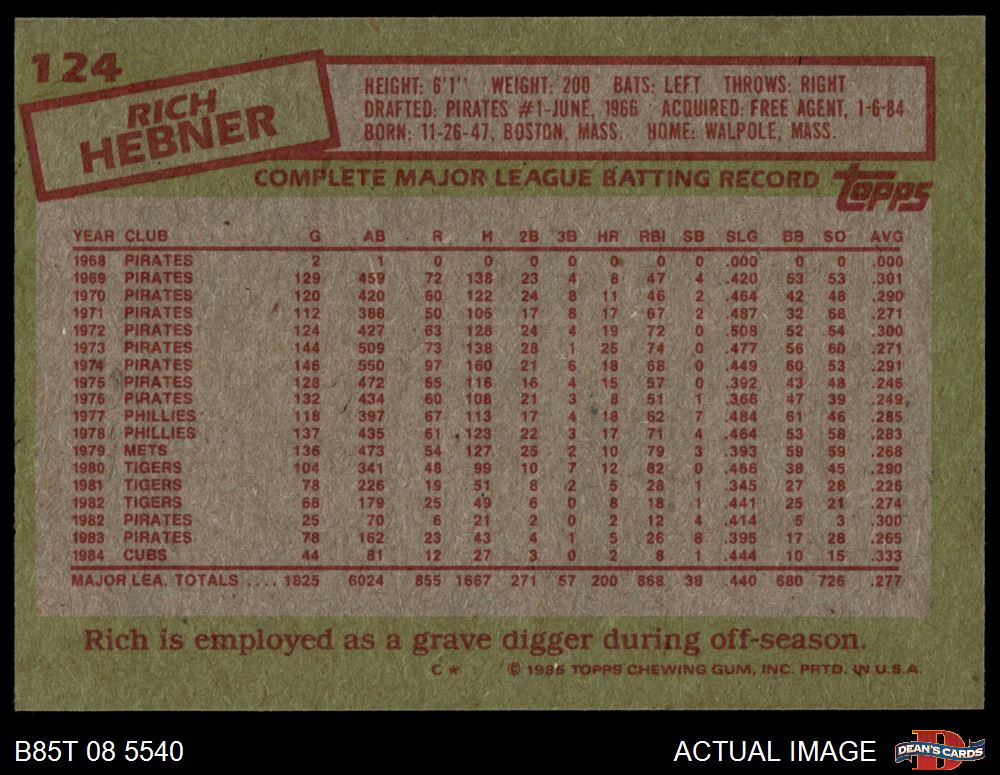 124
RICH
HEBNER
HEIGHT: 6'1" WEIGHT: 200 BATS: LEFT THROWS: RIGHT
DRAFTED: PIRATES #1-JUNE, 1966 ACQUIRED: FREE AGENT, 1-6-84
BORN: 11-26-47, BOSTON, MASS. HOME: WALPOLE, MASS.
COMPLETE MAJOR LEAGUE BATTING RECORD topps
YEAR CLUB G AB R H 2B 3B HR RBI SB SLG BB SO AVG
1968 PIRATES 2 1 0 0 0 0 0 0 0 .000 0 0 .000
1969 PIRATES 129 459 72 138 23 4 8 47 4 .420 53 53 .301
1970 PIRATES 120 420 60 122 24 8 11 46 2 .464 42 48 .290
1971 PIRATES 112 388 50 105 17 8 17 67 2 .487 32 68 .271
1972 PIRATES 124 427 63 128 24 4 19 72 0 .508 52 54 .300
1973 PIRATES 144 509 73 138 28 1 25 74 0 .477 56 60 .271
1974 PIRATES 146 550 97 160 21 6 18 68 0 .449 60 53 .291
1975 PIRATES 128 472 65 116 16 4 15 57 0 .392 43 48 .246
1976 PIRATES 132 434 60 108 21 3 8 51 1 .366 47 39 .249
1977 PHILLIES 118 397 67 113 17 4 18 62 7 .484 61 46 .285
1978 PHILLIES 137 435 61 123 22 3 17 71 4 .464 53 58 .283
1979 METS 136 473 54 127 25 2 10 79 3 .393 59 59 .268
1980 TIGERS 104 341 48 99 10 7 12 82 0 .466 38 45 .290
1981 TIGERS 78 226 19 51 8 2 5 28 1 .345 27 28 .226
1982 TIGERS 68 179 25 49 6 0 8 18 1 .441 25 21 .274
1982 PIRATES 25 70 6 21 2 0 2 12 4 .414 5 3 .300
1983 PIRATES 78 162 23 43 4 1 5 26 8 .395 17 28 .265
1984 CUBS 44 81 12 27 3 0 2 8 1 .444 10 15 .333
MAJOR LEA. TOTALS .... 1825 6024 855 1667 271 57 200 868 38 .440 680 726 .277
Rich is employed as a grave digger during off-season.
C* © 1985 TOPPS CHEWING GUM, INC. PRTD. IN U.S.A.
B85T 08 5540 ACTUAL IMAGE DEAN'S CARDS